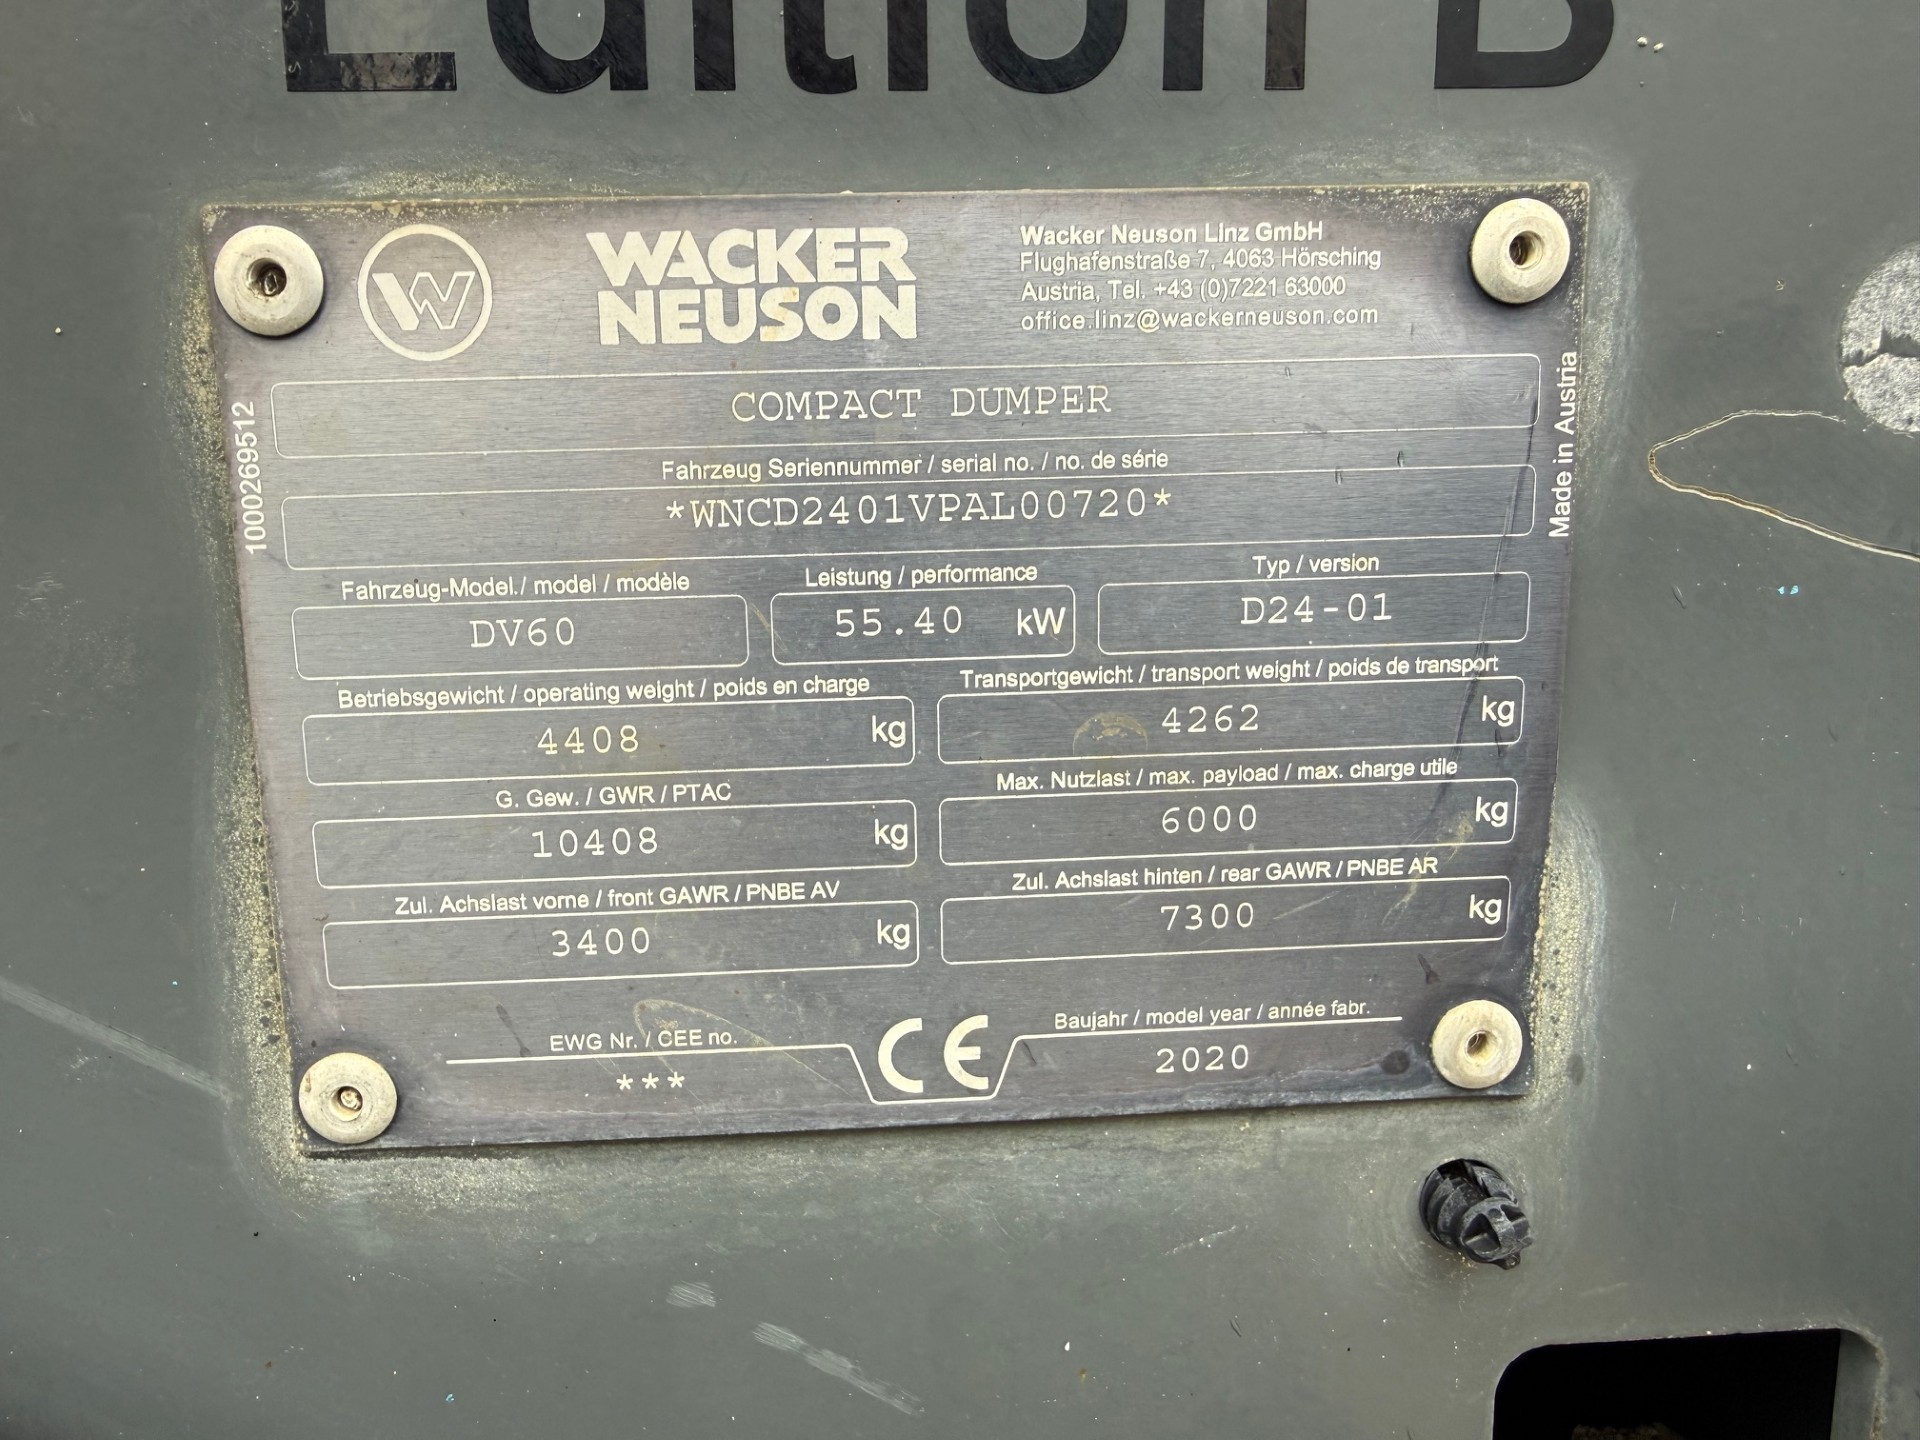 Edition B
W
WACKER
NEUSON
Wacker Neuson Linz GmbH
Flughafenstraße 7, 4063 Hörsching
Austria, Tel. +43 (0)7221 63000
office.linz@wackerneuson.com
1000269512
Made in Austria
COMPACT DUMPER
Fahrzeug Seriennummer / serial no. / no. de série
*WNCD2401VPAL00720*
Fahrzeug-Model./ model / modèle
Leistung / performance
Typ / version
DV60
55.40 kW
D24-01
Betriebsgewicht / operating weight / poids en charge
Transportgewicht / transport weight / poids de transport
4408 kg
4262 kg
G. Gew. / GWR / PTAC
Max. Nutzlast / max. payload / max. charge utile
10408 kg
6000 kg
Zul. Achslast vorne / front GAWR / PNBE AV
Zul. Achslast hinten / rear GAWR / PNBE AR
3400 kg
7300 kg
EWG Nr. / CEE no.
CE
Baujahr / model year / année fabr.
***
2020